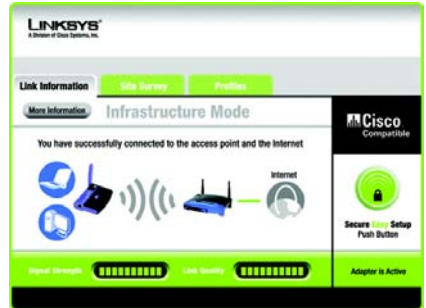 LINKSYS®
A Division of Cisco Systems, Inc.
Link Information
Site Survey
Profiles
More Information
Infrastructure Mode
Cisco
Compatible
You have successfully connected to the access point and the Internet
Internet
Secure Easy Setup
Push Button
Signal Strength
Link Quality
Adapter is Active